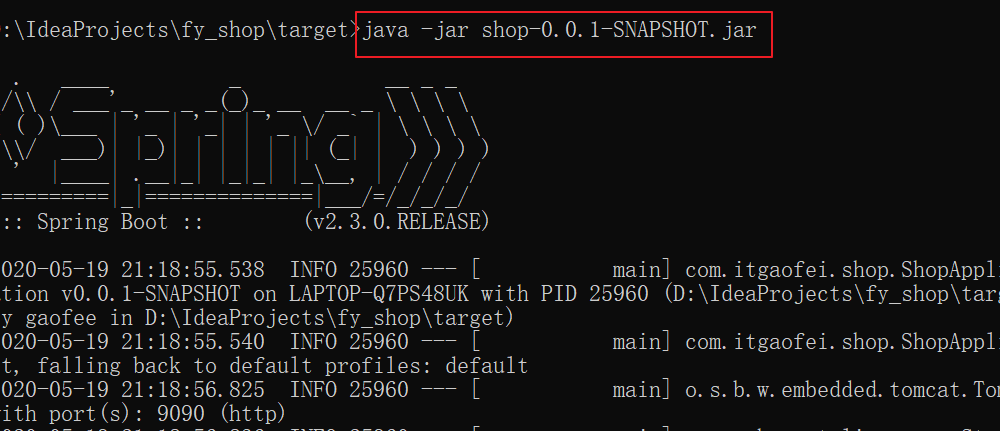 :\IdeaProjects\fy_shop\target>java -jar shop-0.0.1-SNAPSHOT.jar
:: Spring Boot ::        (v2.3.0.RELEASE)
020-05-19 21:18:55.538  INFO 25960 --- [           main] com.itgaofei.shop.ShopAppli
tion v0.0.1-SNAPSHOT on LAPTOP-Q7PS48UK with PID 25960 (D:\IdeaProjects\fy_shop\targ
y gaofee in D:\IdeaProjects\fy_shop\target)
020-05-19 21:18:55.540  INFO 25960 --- [           main] com.itgaofei.shop.ShopAppli
t, falling back to default profiles: default
020-05-19 21:18:56.825  INFO 25960 --- [           main] o.s.b.w.embedded.tomcat.Tom
ith port(s): 9090 (http)